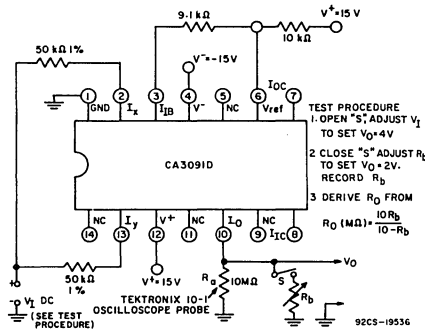 9.1 kΩ
V⁺=15 V
50 kΩ 1%
V⁻=-15V
10 kΩ
1 2 3 4 5 6 7
GND Ix IIB V⁻ NC Vref IOC
CA3091D
NC Iy V⁺ NC Io NC IIC
14 13 12 11 10 9 8
TEST PROCEDURE
1. OPEN "S", ADJUST VI
TO SET VO=4V
2 CLOSE "S" ADJUST Rb
TO SET VO=2V.
RECORD Rb
3 DERIVE RO FROM
RO (MΩ) = 10Rb
10-Rb
50 kΩ
1%
V⁺=15V
+
-
VI DC
(SEE TEST
PROCEDURE)
TEKTRONIX 10-1
OSCILLOSCOPE PROBE
Ra
10MΩ
S
Rb
VO
92CS-19536